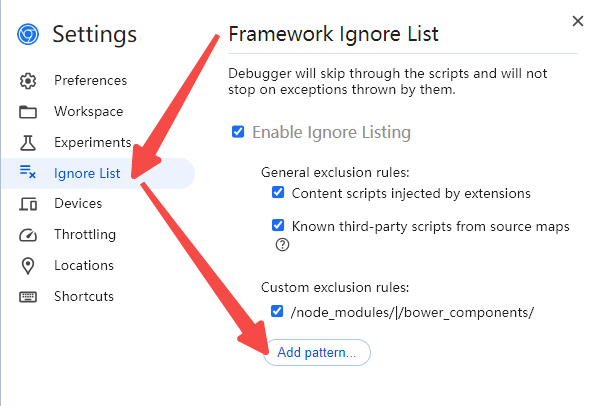 Settings
Preferences
Workspace
Experiments
Ignore List
Devices
Throttling
Locations
Shortcuts
Framework Ignore List
Debugger will skip through the scripts and will not
stop on exceptions thrown by them.
Enable Ignore Listing
General exclusion rules:
Content scripts injected by extensions
Known third-party scripts from source maps
Custom exclusion rules:
/node_modules/|/bower_components/
Add pattern...